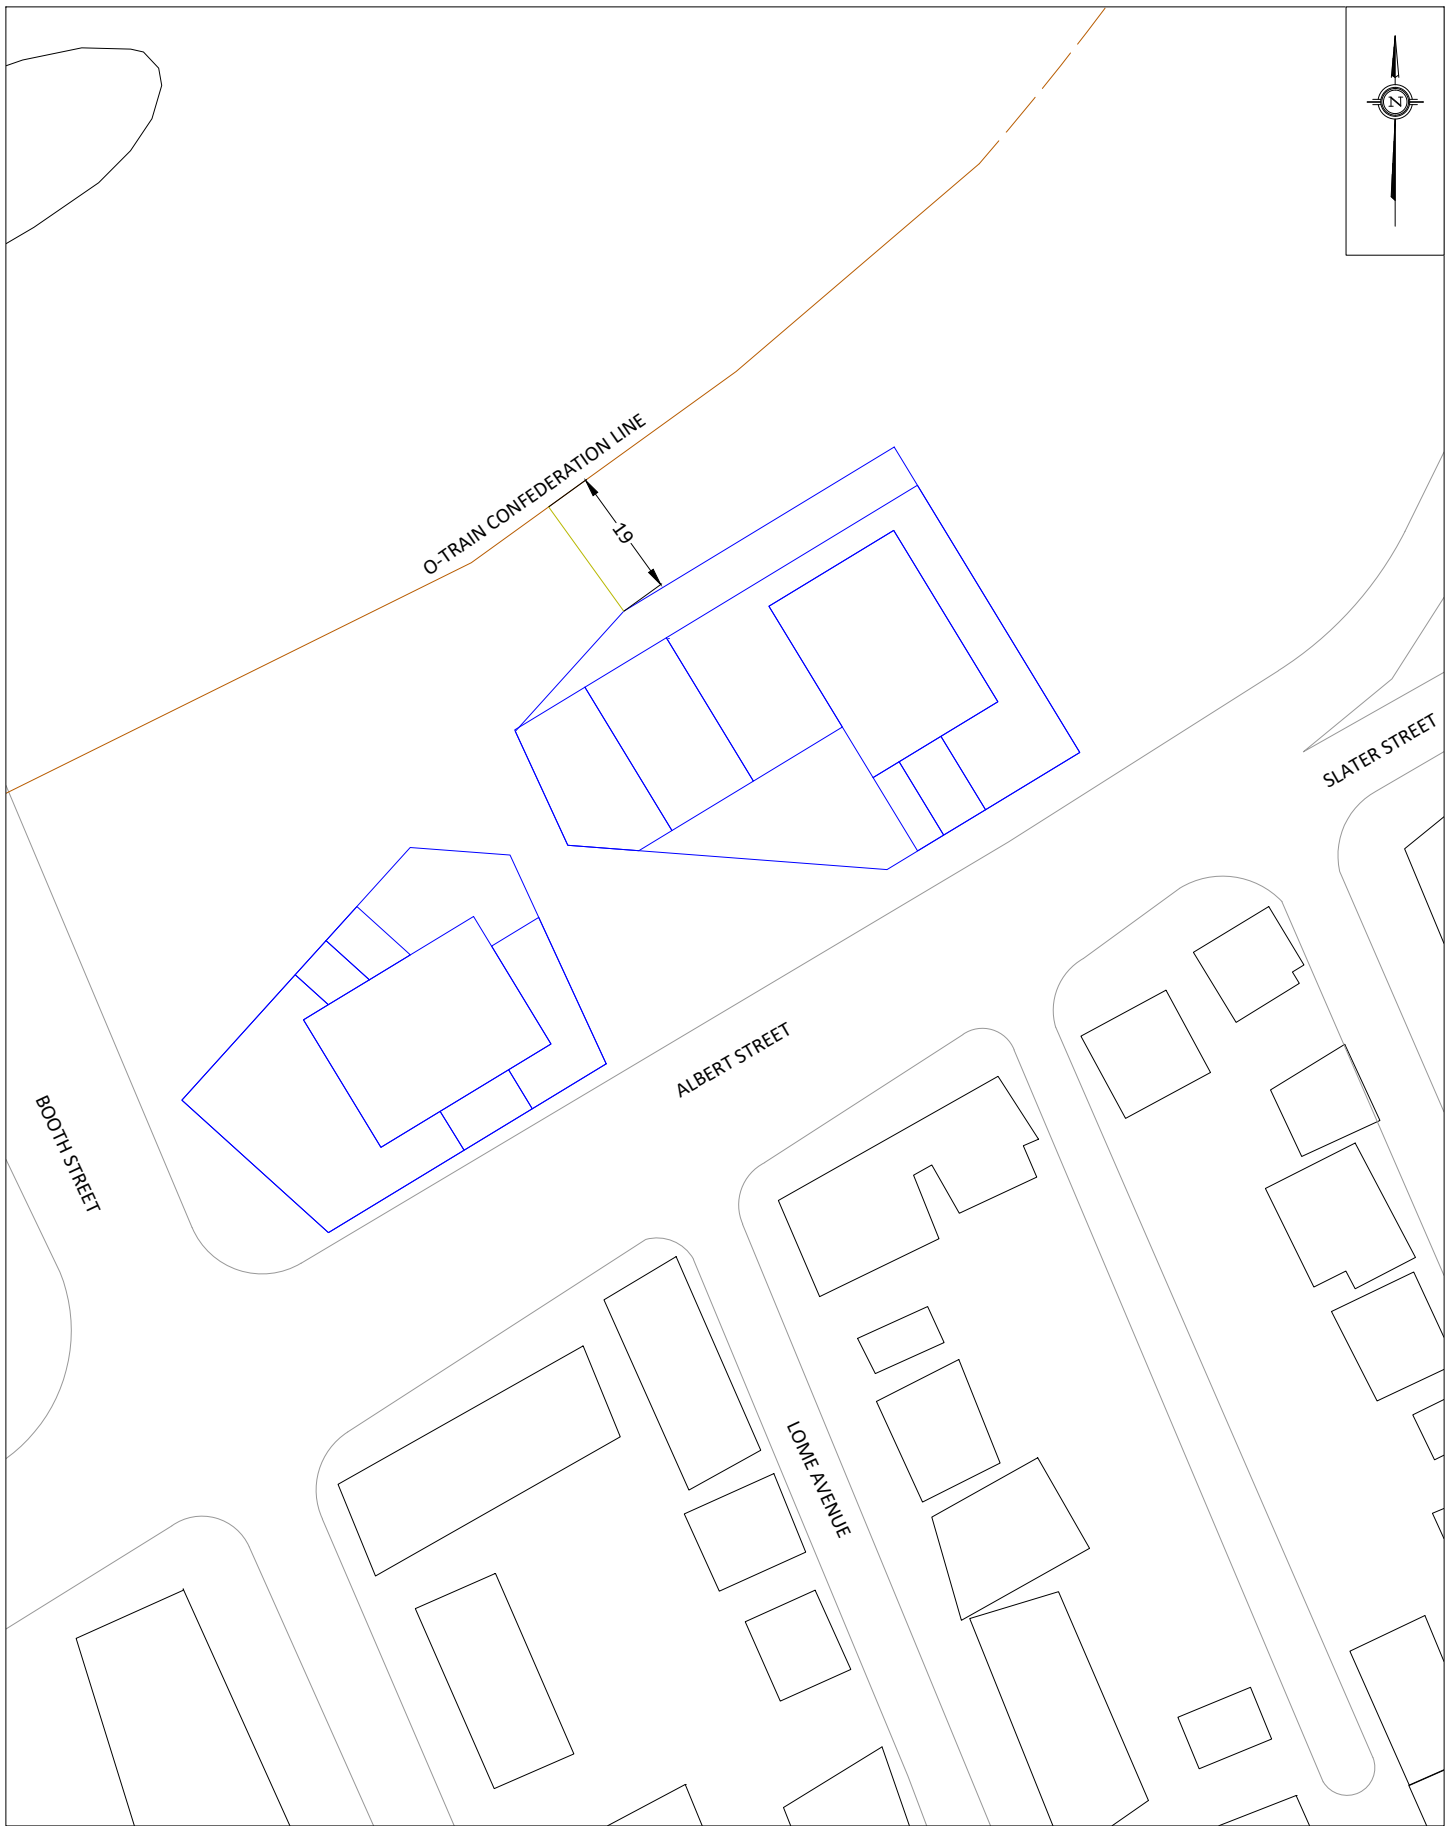 N
O-TRAIN CONFEDERATION LINE
19
SLATER STREET
ALBERT STREET
BOOTH STREET
LOME AVENUE